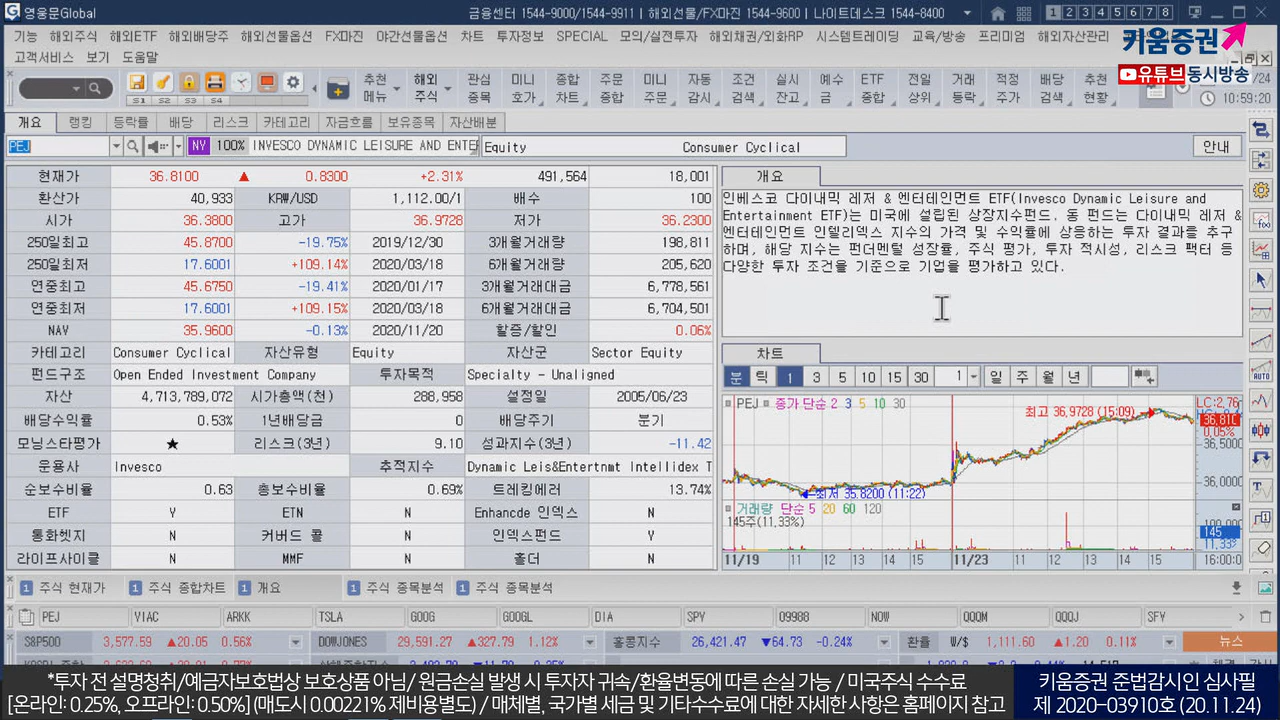 영웅문Global 금융센터 1544-9000/1544-9911 | 해외선물/FX마진 1544-9600 | 나이트데스크 1544-8400 1 2 3 4 5 6 7 8
기능 해외주식 해외ETF 해외배당주 해외선물옵션 FX마진 야간선물옵션 차트 투자정보 SPECIAL 모의/실전투자 해외채권/외화RP 시스템트레이딩 교육/방송 프리미엄 해외자산관리
고객서비스 보기 도움말
키움증권
유튜브 동시방송
S1 S2 S3 S4
추천 메뉴 해외 주식 관심 종목 미니 호가 종합 차트 주문 종합 미니 주문 자동 감시 조건 검색 실시 잔고 예수 금 ETF 종합 전일 상위 거래 등락 적정 주가 배당 검색 추천 현황
/24
10:59:20
개요 랭킹 등락률 배당 리스크 카테고리 자금흐름 보유종목 자산배분
PEJ NY 100% INVESCO DYNAMIC LEISURE AND ENTE Equity Consumer Cyclical 안내
현재가 36.8100 ▲ 0.8300 +2.31% 491,564 18,001
환산가 40,933 KRW/USD 1,112.00/1 배수 100
시가 36.3800 고가 36.9728 저가 36.2300
250일최고 45.8700 -19.75% 2019/12/30 3개월거래량 198,811
250일최저 17.6001 +109.14% 2020/03/18 6개월거래량 205,620
연중최고 45.6750 -19.41% 2020/01/17 3개월거래대금 6,778,561
연중최저 17.6001 +109.15% 2020/03/18 6개월거래대금 6,704,501
NAV 35.9600 -0.13% 2020/11/20 할증/할인 0.06%
카테고리 Consumer Cyclical 자산유형 Equity 자산군 Sector Equity
펀드구조 Open Ended Investment Company 투자목적 Specialty - Unaligned
자산 4,713,789,072 시가총액(천) 288,958 설정일 2005/06/23
배당수익률 0.53% 1년배당금 0 배당주기 분기
모닝스타평가 ★ 리스크(3년) 9.10 성과지수(3년) -11.42
운용사 Invesco 추적지수 Dynamic Leis&Entertnmt Intellidex T
순보수비율 0.63 총보수비율 0.69% 트레킹에러 13.74%
ETF Y ETN N Enhancde 인덱스 N
통화헷지 N 커버드 콜 N 인덱스펀드 Y
라이프사이클 N MMF N 홀더 N
개요
인베스코 다이내믹 레저 & 엔터테인먼트 ETF(Invesco Dynamic Leisure and
Entertainment ETF)는 미국에 설립된 상장지수펀드. 동 펀드는 다이내믹 레저 &
엔터테인먼트 인텔리덱스 지수의 가격 및 수익률에 상응하는 투자 결과를 추구
하며, 해당 지수는 펀더멘털 성장률, 주식 평가, 투자 적시성, 리스크 팩터 등
다양한 투자 조건을 기준으로 기업을 평가하고 있다.
차트
분 틱 1 3 5 10 15 30 1 일 주 월 년
PEJ 종가 단순 2 3 5 10 30
최고 36,9728 (15:09)
LC:2,76
36,810
0,05%
36,5000
36,0000
최저 35,8200 (11:22)
거래량 단순 5 20 60 120
145주(11,33%)
100,000
145
11,33%
11/19 11 12 13 14 15 11/23 11 12 13 14 15 16:00:0
AUTO
1 주식 현재가 1 주식 종합차트 1 개요 1 주식 종목분석 1 주식 종목분석
PEJ VIAC ARKK TSLA GOOG GOOGL DIA SPY 09988 NOW QQQM QQQJ SFY
S&P500 3,577.59 ▲20.05 0.56% DOWJONES 29,591.27 ▲327.79 1.12% 홍콩지수 26,421.47 ▼64.73 -0.24% 환율 W/$ 1,111.60 ▲1.20 0.11% 뉴스
*투자 전 설명청취/예금자보호법상 보호상품 아님/ 원금손실 발생 시 투자자 귀속/환율변동에 따른 손실 가능 / 미국주식 수수료
[온라인: 0.25%, 오프라인: 0.50%] (매도시 0.00221% 제비용별도) / 매체별, 국가별 세금 및 기타수수료에 대한 자세한 사항은 홈페이지 참고
키움증권 준법감시인 심사필
제 2020-03910호 (20.11.24)